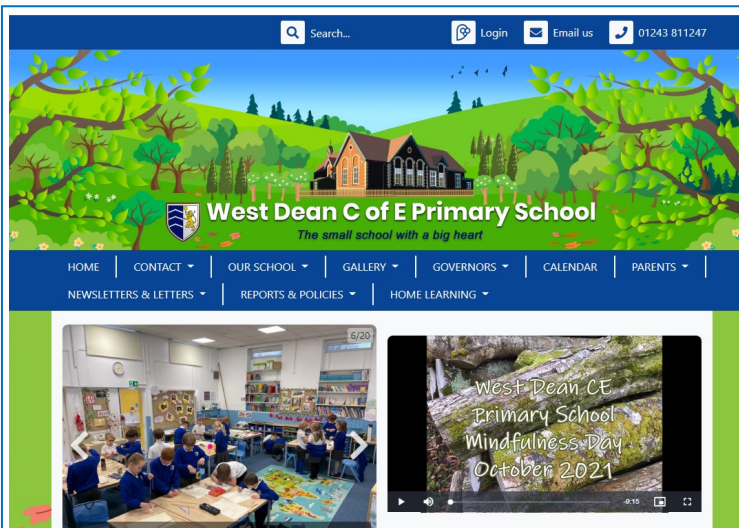 Search...
Login
Email us
01243 811247
West Dean C of E Primary School
The small school with a big heart
HOME
CONTACT
OUR SCHOOL
GALLERY
GOVERNORS
CALENDAR
PARENTS
NEWSLETTERS & LETTERS
REPORTS & POLICIES
HOME LEARNING
6/20
West Dean CE
Primary School
Mindfulness Day
October 2021
-0:15